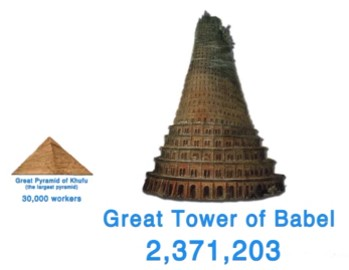 Great Pyramid of Khufu
(the largest pyramid)
30,000 workers
Great Tower of Babel
2,371,203